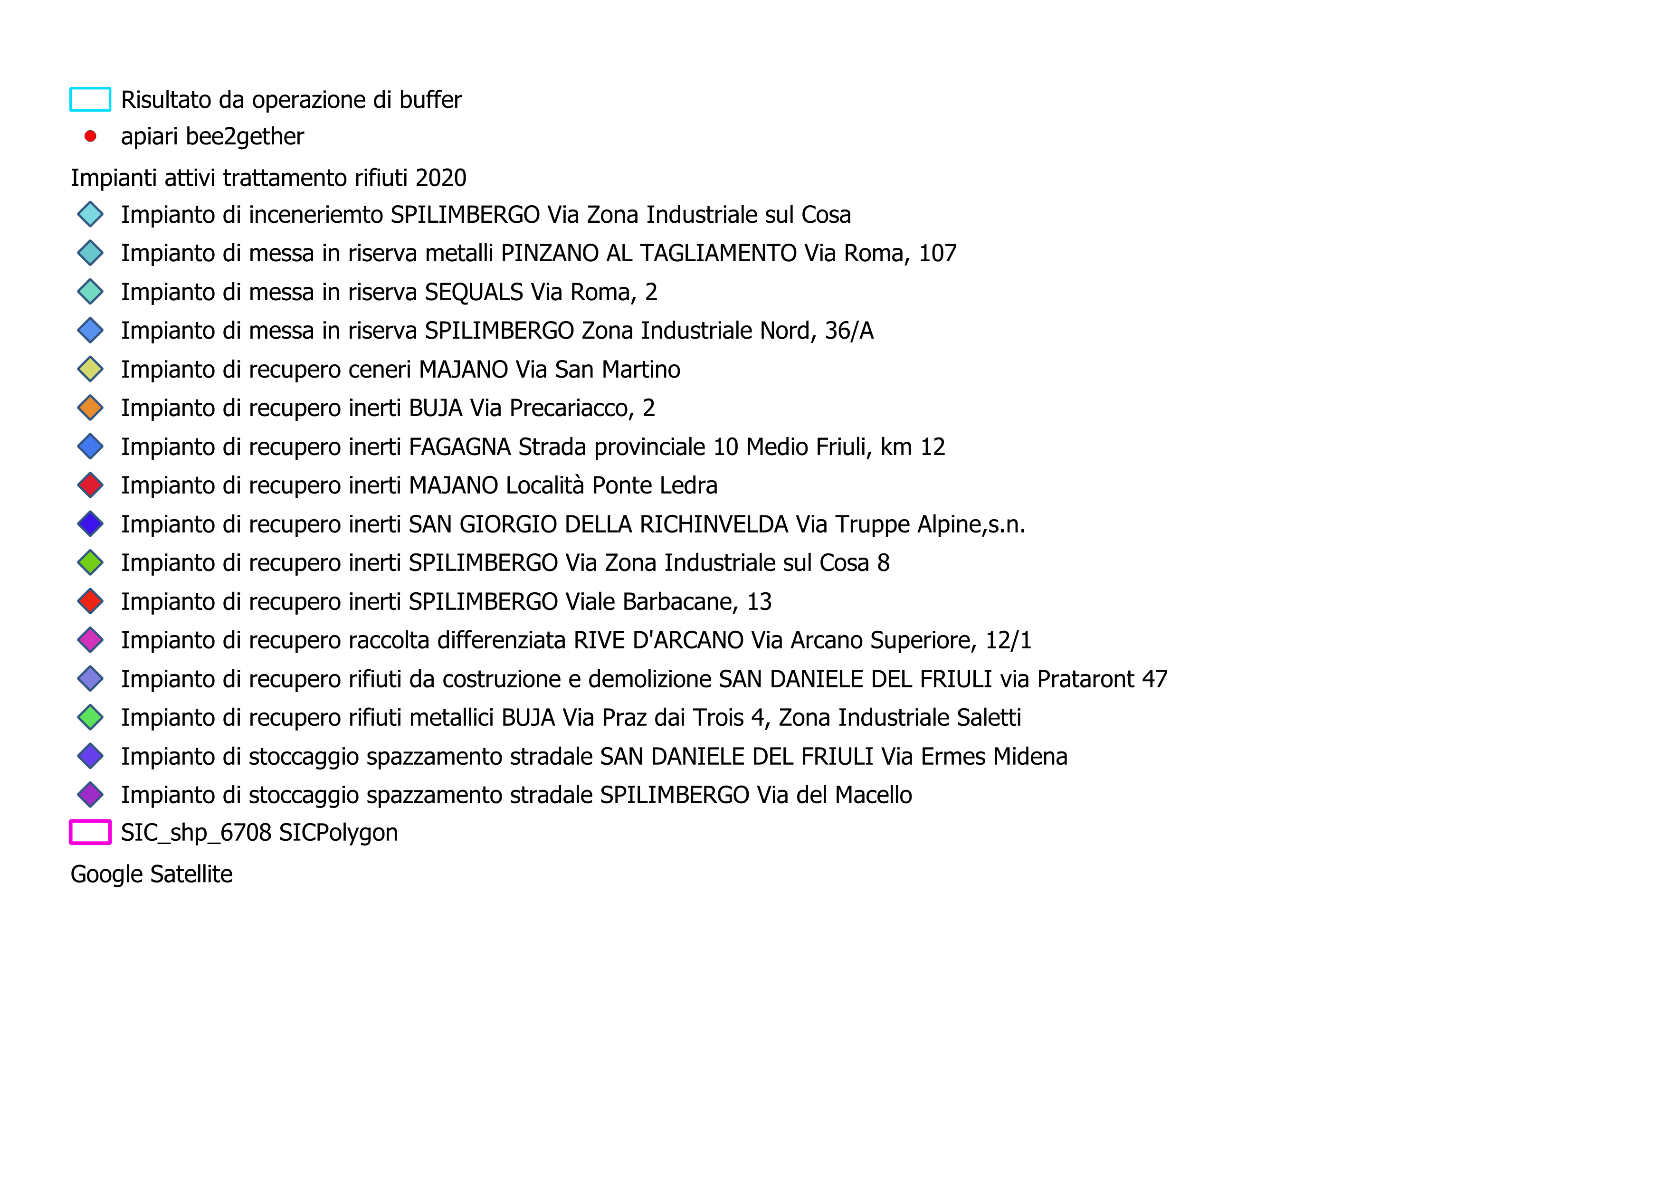 Risultato da operazione di buffer
apiari bee2gether
Impianti attivi trattamento rifiuti 2020
Impianto di inceneriemto SPILIMBERGO Via Zona Industriale sul Cosa
Impianto di messa in riserva metalli PINZANO AL TAGLIAMENTO Via Roma, 107
Impianto di messa in riserva SEQUALS Via Roma, 2
Impianto di messa in riserva SPILIMBERGO Zona Industriale Nord, 36/A
Impianto di recupero ceneri MAJANO Via San Martino
Impianto di recupero inerti BUJA Via Precariacco, 2
Impianto di recupero inerti FAGAGNA Strada provinciale 10 Medio Friuli, km 12
Impianto di recupero inerti MAJANO Località Ponte Ledra
Impianto di recupero inerti SAN GIORGIO DELLA RICHINVELDA Via Truppe Alpine,s.n.
Impianto di recupero inerti SPILIMBERGO Via Zona Industriale sul Cosa 8
Impianto di recupero inerti SPILIMBERGO Viale Barbacane, 13
Impianto di recupero raccolta differenziata RIVE D'ARCANO Via Arcano Superiore, 12/1
Impianto di recupero rifiuti da costruzione e demolizione SAN DANIELE DEL FRIULI via Prataront 47
Impianto di recupero rifiuti metallici BUJA Via Praz dai Trois 4, Zona Industriale Saletti
Impianto di stoccaggio spazzamento stradale SAN DANIELE DEL FRIULI Via Ermes Midena
Impianto di stoccaggio spazzamento stradale SPILIMBERGO Via del Macello
SIC_shp_6708 SICPolygon
Google Satellite